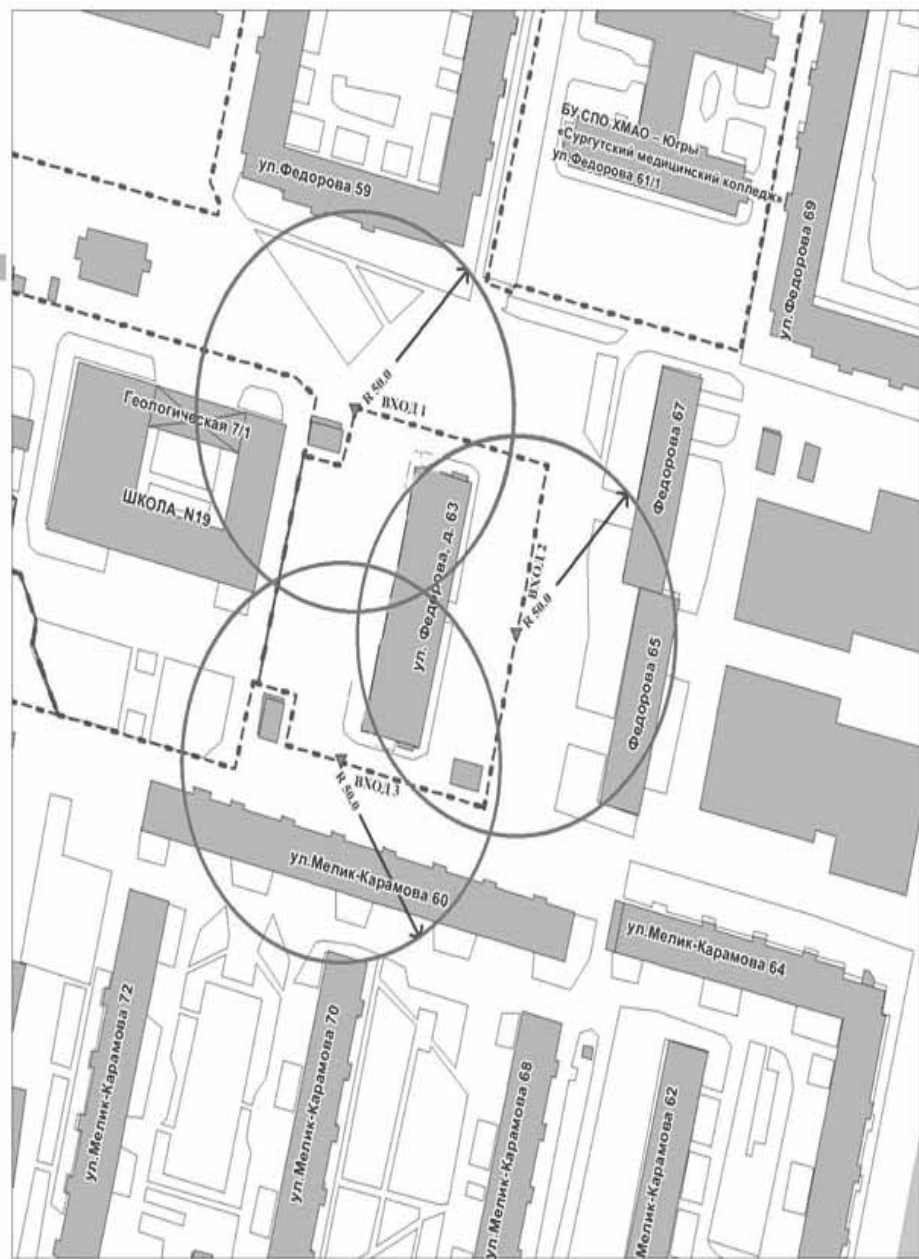 ул.Федорова 59
БУ СПО ХМАО – Югры
«Сургутский медицинский колледж»
ул.Федорова 61/1
ул.Федорова 69
R 50.0
ВХОД 1
Геологическая 7/1
ШКОЛА_N19
Федорова 67
ул. Федорова, д. 63
ВХОД 2
R 50.0
Федорова 65
ВХОД 3
R 50.0
ул.Мелик-Карамова 60
ул.Мелик-Карамова 64
ул.Мелик-Карамова 72
ул.Мелик-Карамова 70
ул.Мелик-Карамова 68
Мелик-Карамова 62